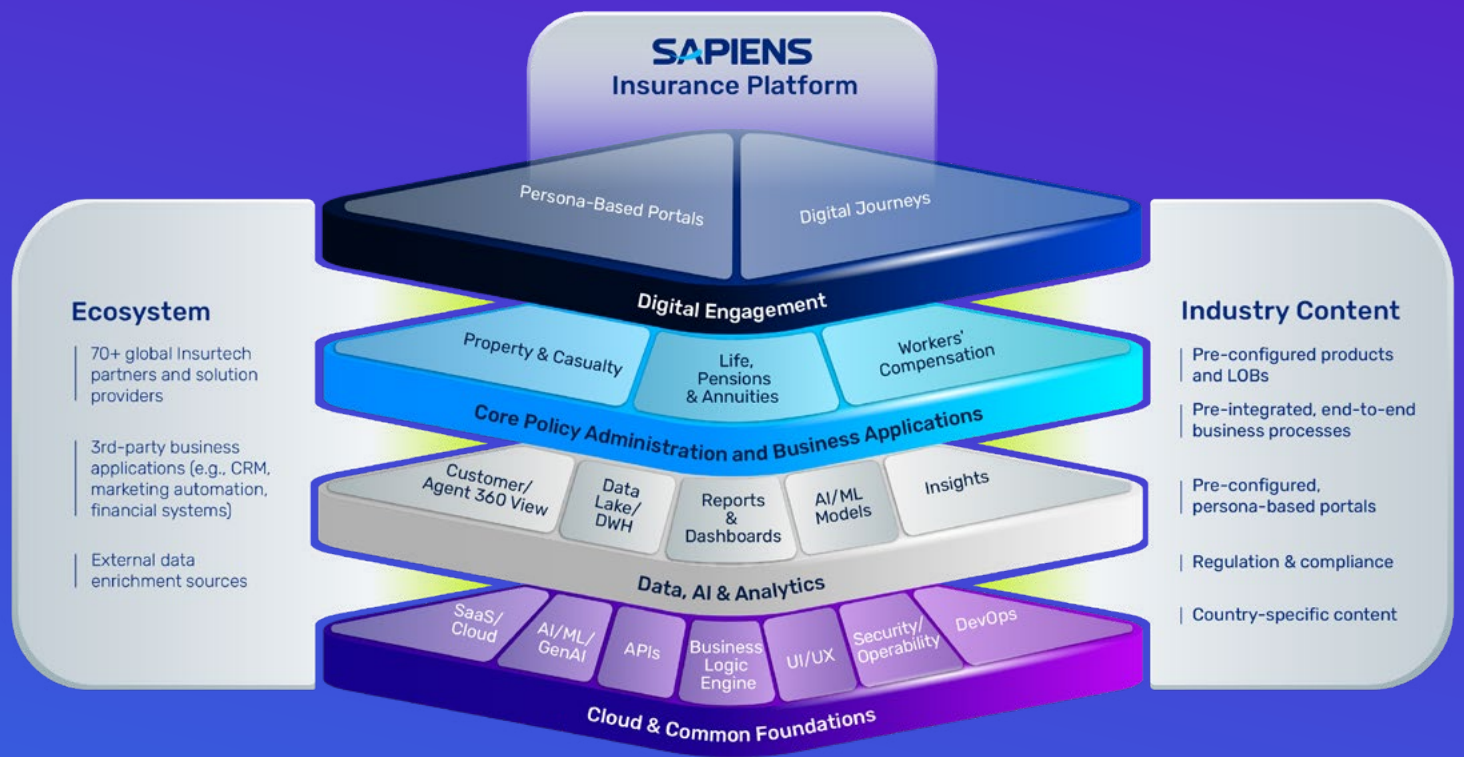 SAPIENS
Insurance Platform
Persona-Based Portals
Digital Journeys
Digital Engagement
Property & Casualty
Life,
Pensions
& Annuities
Workers'
Compensation
Core Policy Administration and Business Applications
Customer/
Agent 360 View
Data
Lake/
DWH
Reports
&
Dashboards
AI/ML
Models
Insights
Data, AI & Analytics
SaaS/
Cloud
AI/ML/
GenAI
APIs
Business
Logic
Engine
UI/UX
Security/
Operability
DevOps
Cloud & Common Foundations
Ecosystem
70+ global Insurtech
partners and solution
providers
3rd-party business
applications (e.g., CRM,
marketing automation,
financial systems)
External data
enrichment sources
Industry Content
Pre-configured products
and LOBs
Pre-integrated, end-to-end
business processes
Pre-configured,
persona-based portals
Regulation & compliance
Country-specific content